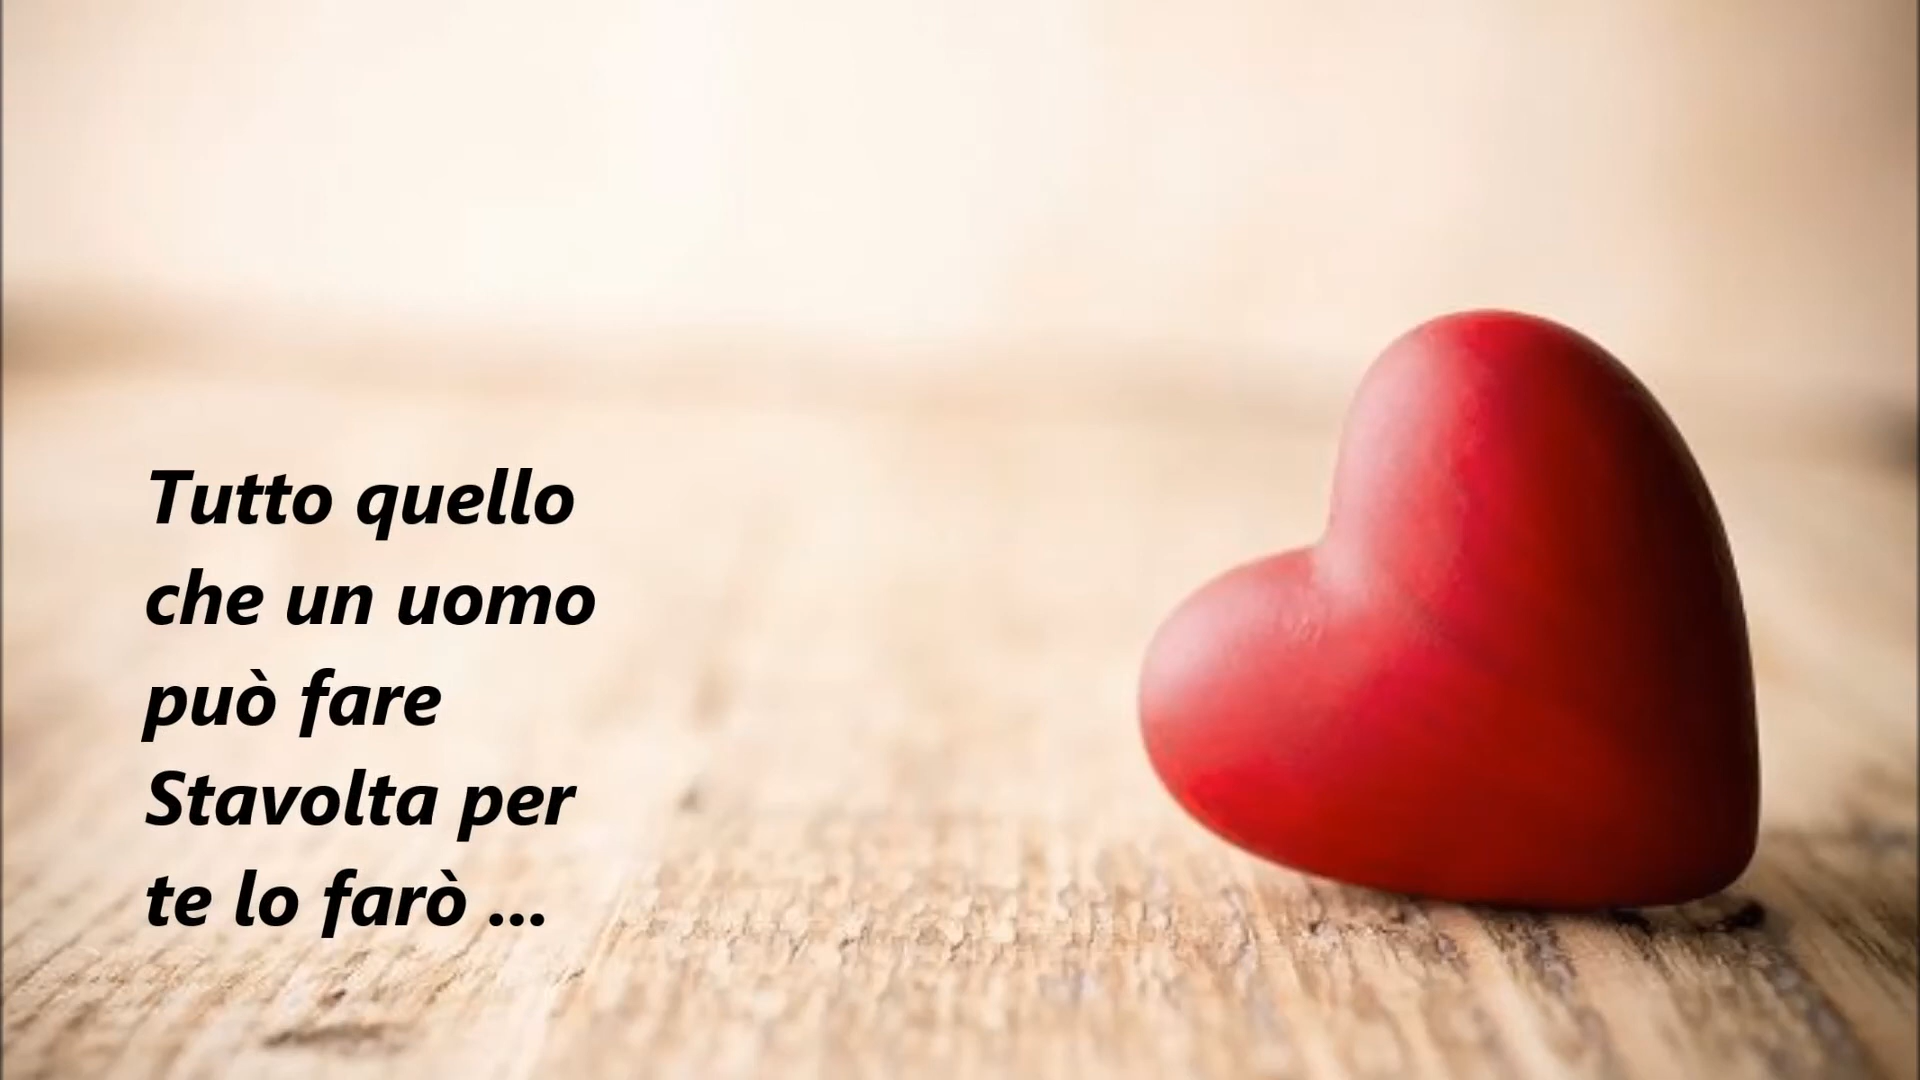 Tutto quello
che un uomo
può fare
Stavolta per
te lo farò ...